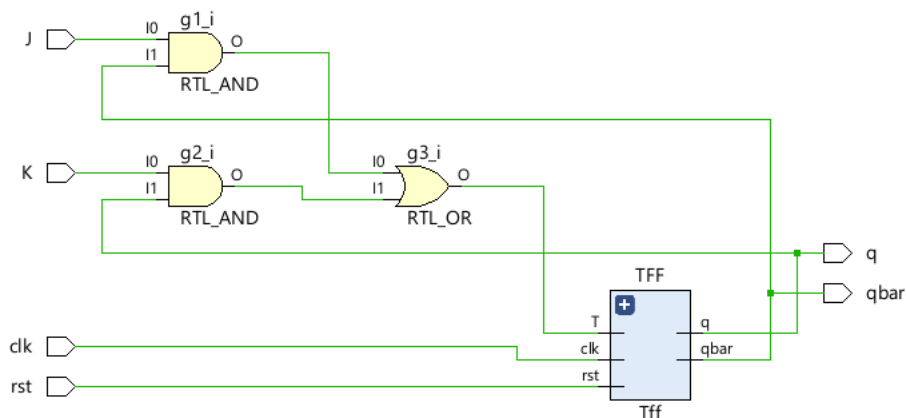 g1_i
J
I0
I1
O
RTL_AND
g2_i
K
I0
I1
O
RTL_AND
g3_i
I0
I1
O
RTL_OR
q
qbar
TFF
T
clk
rst
q
qbar
Tff
clk
rst